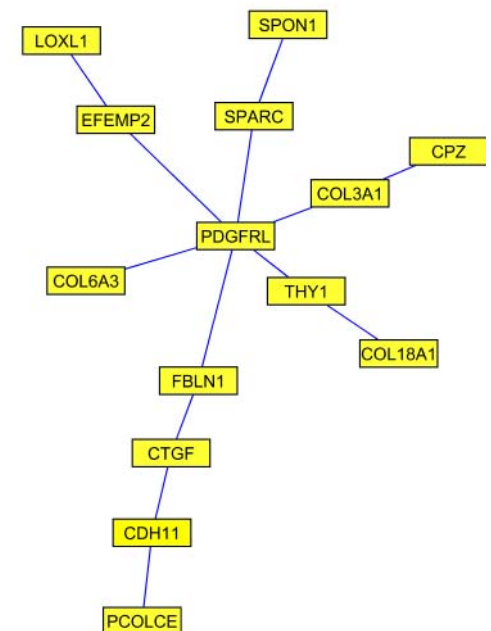 SPON1
LOXL1
SPARC
EFEMP2
CPZ
COL3A1
PDGFRL
COL6A3
THY1
COL18A1
FBLN1
CTGF
CDH11
PCOLCE